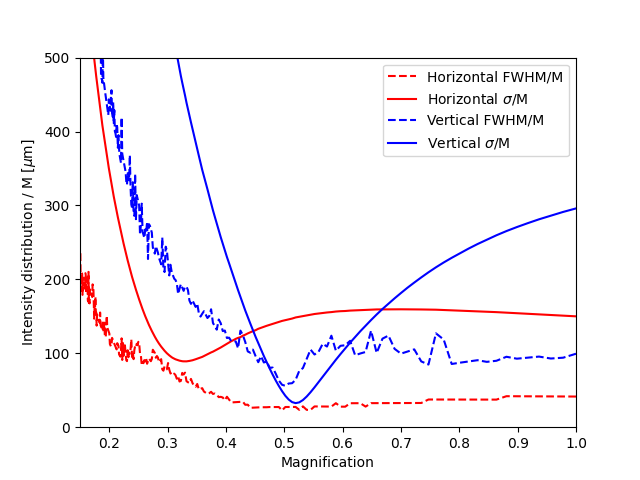 Horizontal FWHM/M
Horizontal σ/M
Vertical FWHM/M
Vertical σ/M
500
400
300
200
100
0
Intensity distribution / M [μm]
0.2 0.3 0.4 0.5 0.6 0.7 0.8 0.9 1.0
Magnification